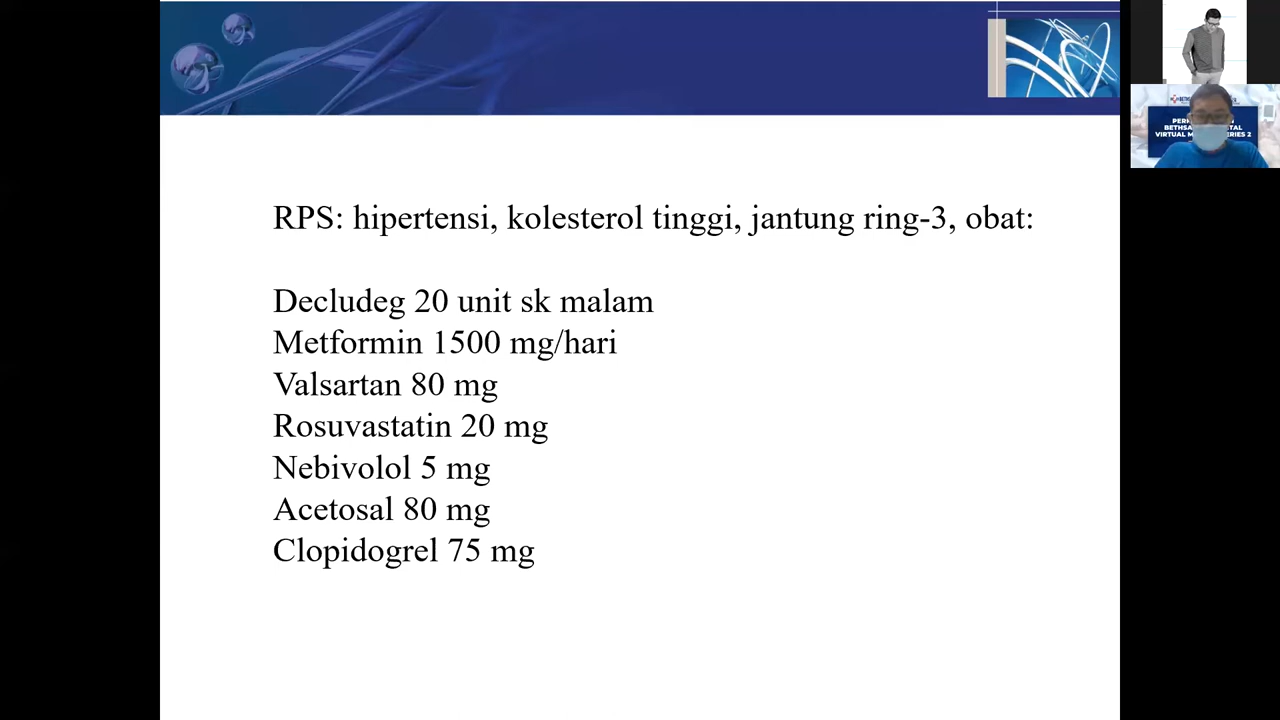 RPS: hipertensi, kolesterol tinggi, jantung ring-3, obat:
Decludeg 20 unit sk malam
Metformin 1500 mg/hari
Valsartan 80 mg
Rosuvastatin 20 mg
Nebivolol 5 mg
Acetosal 80 mg
Clopidogrel 75 mg
VIRTUAL